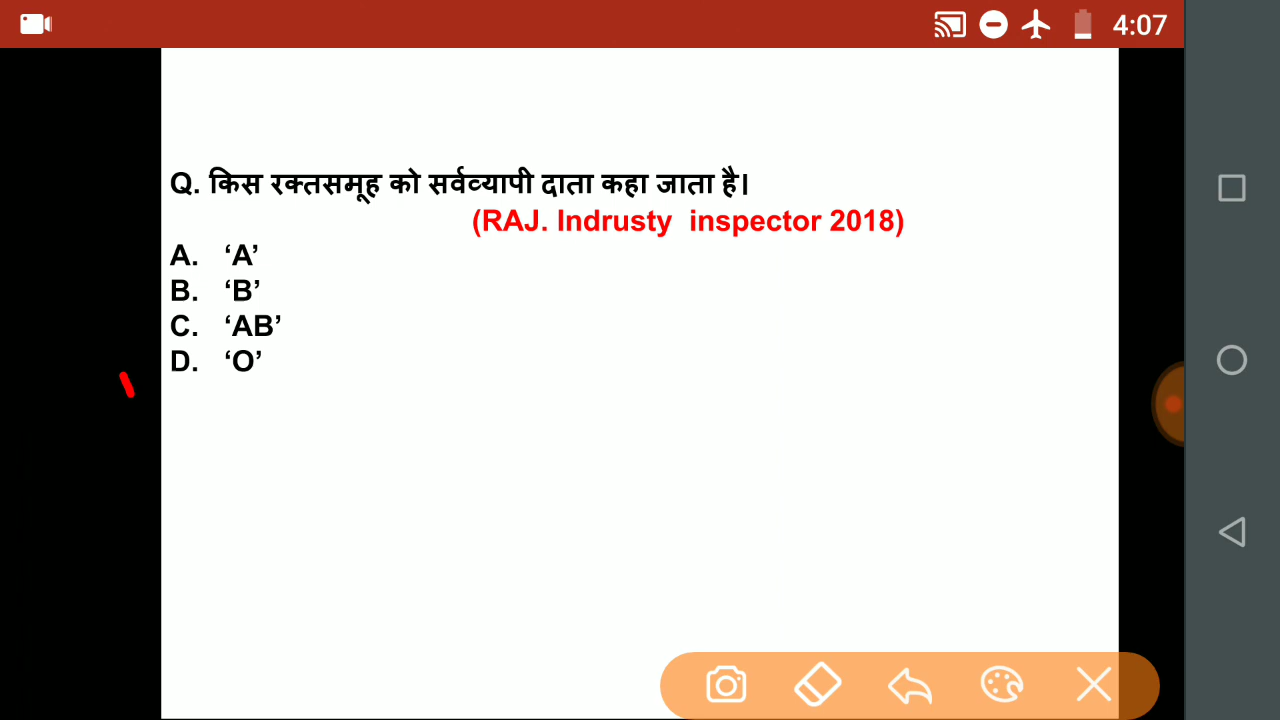 4:07
Q. किस रक्तसमूह को सर्वव्यापी दाता कहा जाता है।
(RAJ. Indrusty inspector 2018)
A. ‘A’
B. ‘B’
C. ‘AB’
D. ‘O’